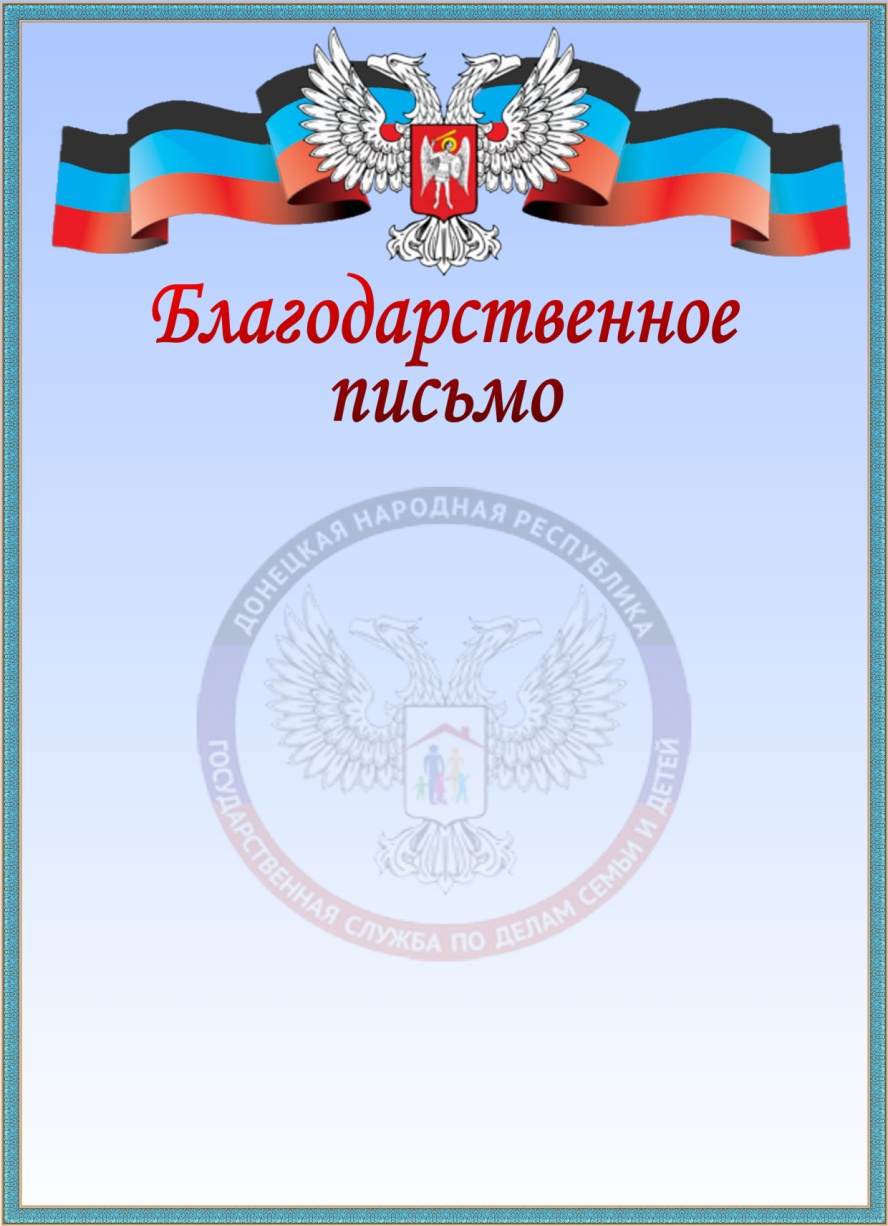 Благодарственное
письмо
ДОНЕЦКАЯ НАРОДНАЯ РЕСПУБЛИКА
ГОСУДАРСТВЕННАЯ СЛУЖБА ПО ДЕЛАМ СЕМЬИ И ДЕТЕЙ